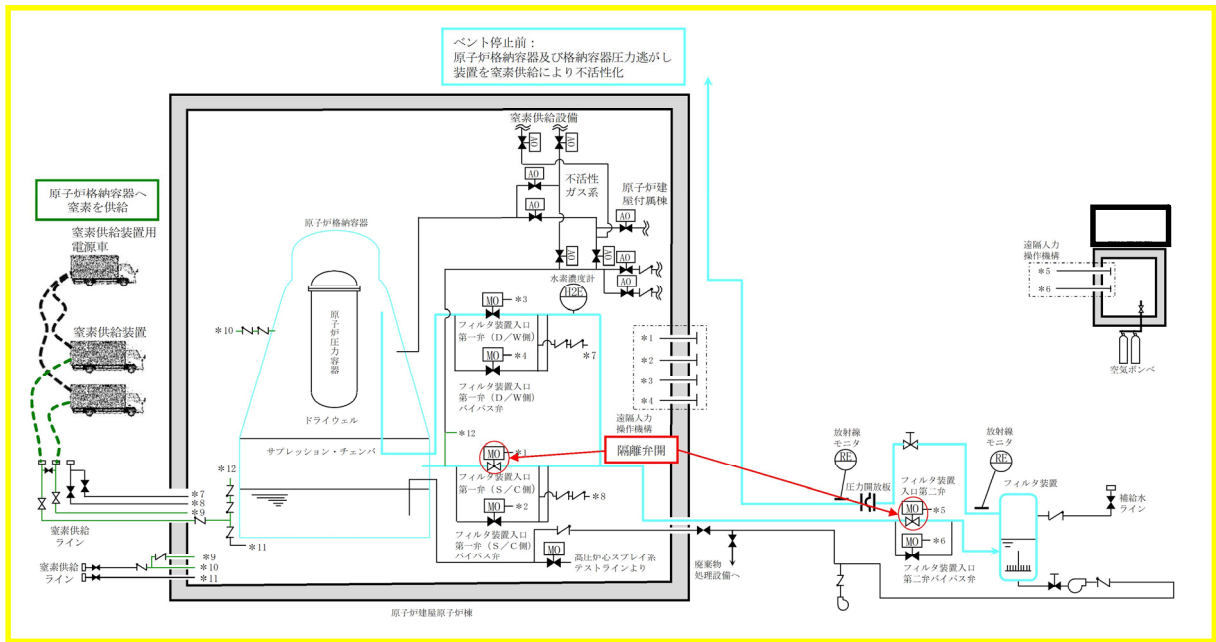 ベント停止前：
原子炉格納容器及び格納容器圧力逃がし
装置を窒素供給により不活性化
窒素供給設備
AO
AO
AO
不活性
ガス系
原子炉建
屋付属棟
AO
AO
AO
AO
AO
AO
原子炉格納容器へ
窒素を供給
窒素供給装置用
電源車
窒素供給装置
原子炉格納容器
原子炉圧力容器
ドライウェル
サプレッション・チェンバ
水素濃度計
H2E
MO
*3
フィルタ装置入口
第一弁（D／W側）
MO
*4
*7
フィルタ装置入口
第一弁（D／W側）
バイパス弁
*10
*12
MO
*1
フィルタ装置入口
第一弁（S／C側）
MO
*2
*8
フィルタ装置入口
第一弁（S／C側）
バイパス弁
MO
高圧炉心スプレイ系
テストラインより
*1
*2
*3
*4
遠隔人力
操作機構
隔離弁開
遠隔人力
操作機構
*5
*6
空気ボンベ
放射線
モニタ
RE
圧力開放板
放射線
モニタ
RE
フィルタ装置
フィルタ装置
入口第二弁
MO
*5
MO
*6
フィルタ装置入口
第二弁バイパス弁
補給水
ライン
廃棄物
処理設備へ
*12
*7
*8
*9
*11
窒素供給
ライン
*9
*10
*11
窒素供給
ライン
原子炉建屋原子炉棟